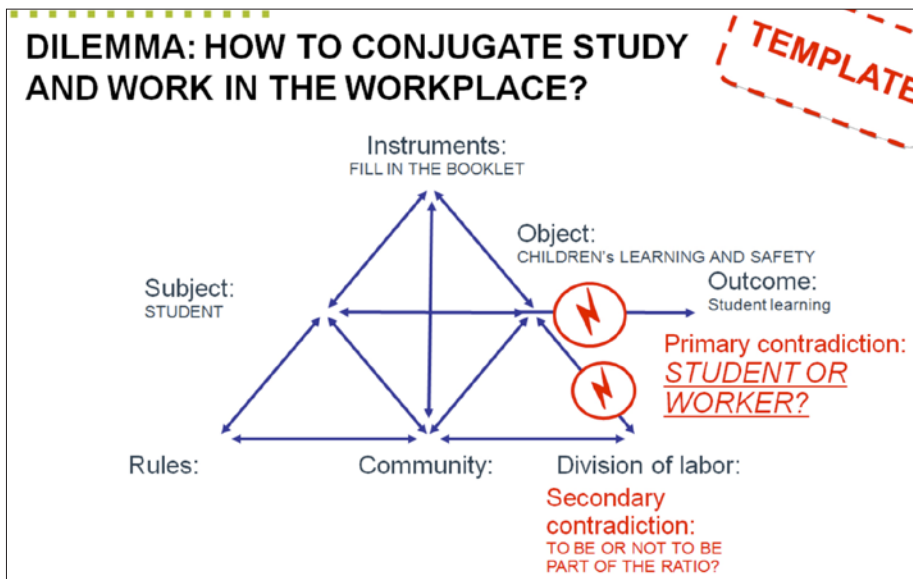 DILEMMA: HOW TO CONJUGATE STUDY
AND WORK IN THE WORKPLACE?
TEMPLATE
Instruments:
FILL IN THE BOOKLET
Object:
CHILDREN's LEARNING AND SAFETY
Subject:
STUDENT
Outcome:
Student learning
Primary contradiction:
STUDENT OR
WORKER?
Rules:
Community:
Division of labor:
Secondary
contradiction:
TO BE OR NOT TO BE
PART OF THE RATIO?